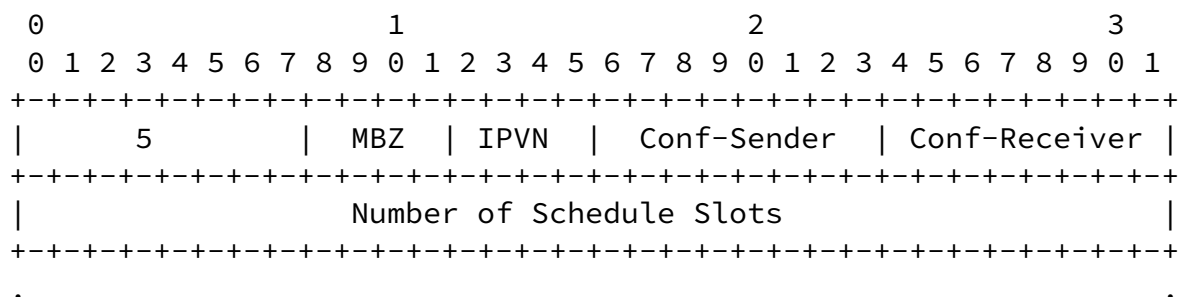 0                   1                   2                   3
 0 1 2 3 4 5 6 7 8 9 0 1 2 3 4 5 6 7 8 9 0 1 2 3 4 5 6 7 8 9 0 1
+-+-+-+-+-+-+-+-+-+-+-+-+-+-+-+-+-+-+-+-+-+-+-+-+-+-+-+-+-+-+-+-+
|      5        |  MBZ  | IPVN  |  Conf-Sender  | Conf-Receiver |
+-+-+-+-+-+-+-+-+-+-+-+-+-+-+-+-+-+-+-+-+-+-+-+-+-+-+-+-+-+-+-+-+
|                  Number of Schedule Slots                     |
+-+-+-+-+-+-+-+-+-+-+-+-+-+-+-+-+-+-+-+-+-+-+-+-+-+-+-+-+-+-+-+-+
.                                                               .